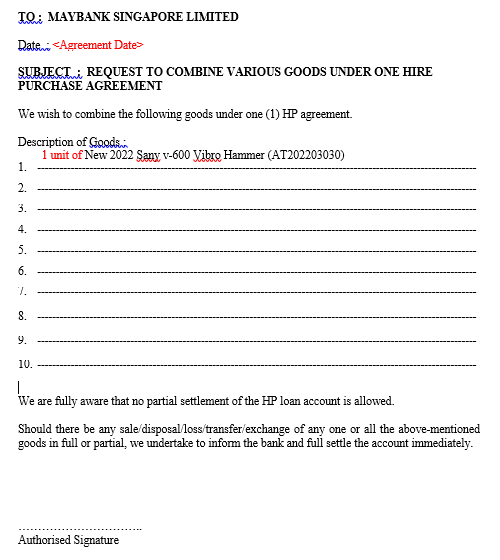 TO : MAYBANK SINGAPORE LIMITED
Date : <Agreement Date>
SUBJECT : REQUEST TO COMBINE VARIOUS GOODS UNDER ONE HIRE
PURCHASE AGREEMENT
We wish to combine the following goods under one (1) HP agreement.
Description of Goods :
1 unit of New 2022 Sany v-600 Vibro Hammer (AT202203030)
1.
2.
3.
4.
5.
6.
7.
8.
9.
10.
We are fully aware that no partial settlement of the HP loan account is allowed.
Should there be any sale/disposal/loss/transfer/exchange of any one or all the above-mentioned
goods in full or partial, we undertake to inform the bank and full settle the account immediately.
Authorised Signature